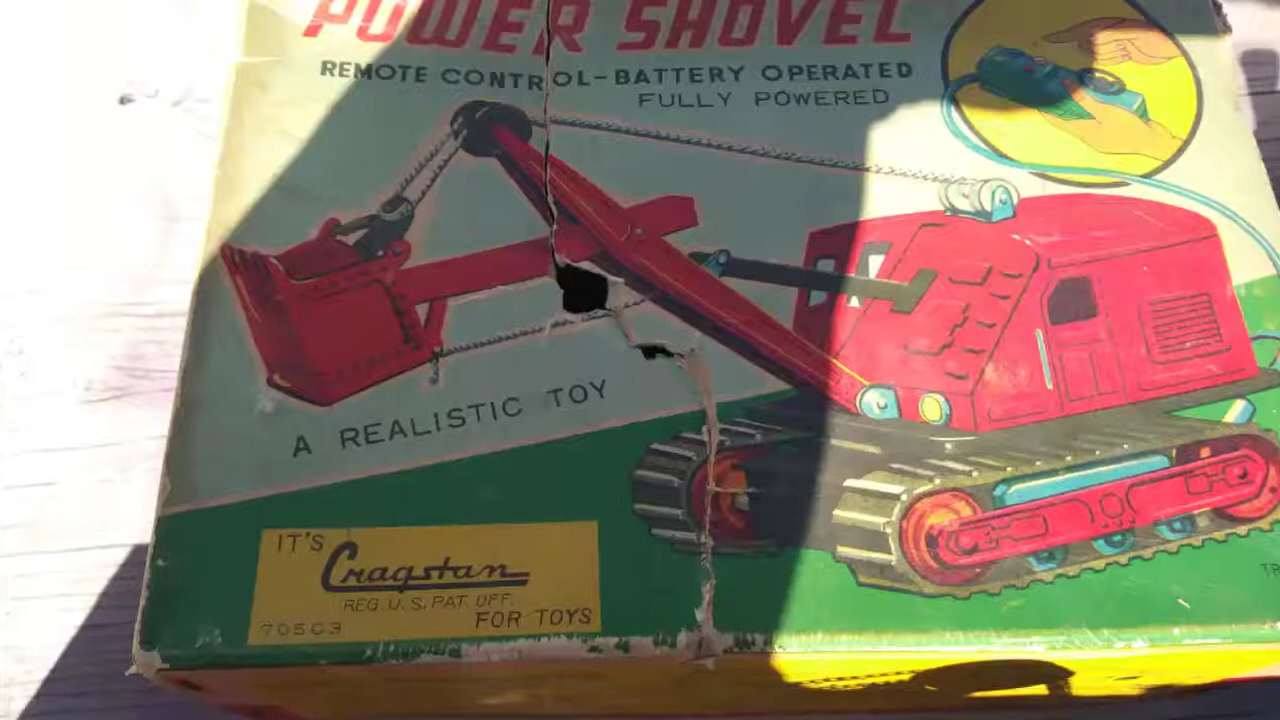 POWER SHOVEL
REMOTE CONTROL-BATTERY OPERATED
FULLY POWERED
A REALISTIC TOY
IT'S
Cragstan
REG. U.S. PAT. OFF.
FOR TOYS
70503